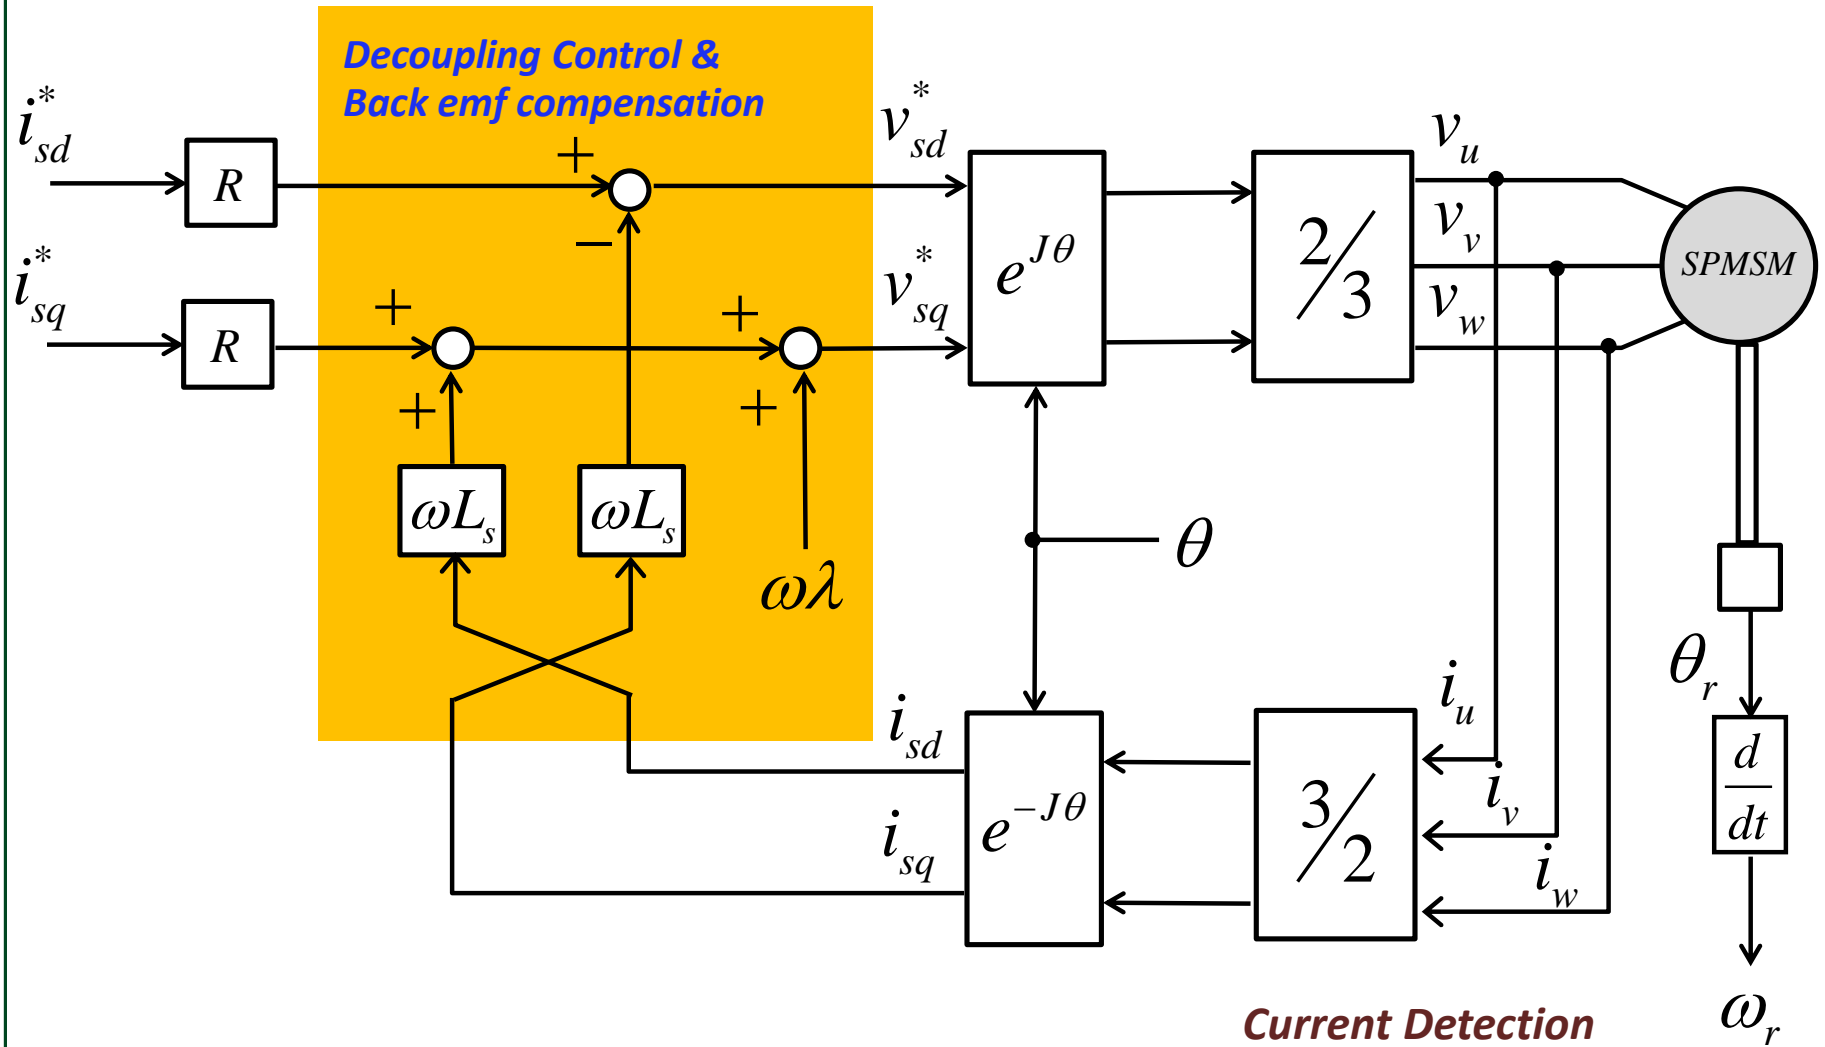 Decoupling Control &
Back emf compensation
i*sd
R
+
−
v*sd
i*sq
R
+
+
+
+
v*sq
ωLs
ωLs
ωλ
e^Jθ
2/3
vu
vv
vw
SPMSM
θ
θr
d/dt
ωr
isd
isq
e^−Jθ
3/2
iu
iv
iw
Current Detection